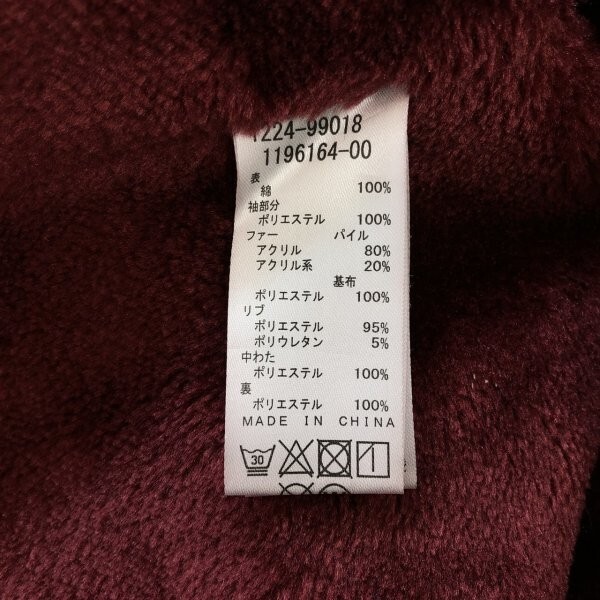 1224-99018
1196164-00
表
綿 100%
袖部分
ポリエステル 100%
ファー パイル
アクリル 80%
アクリル系 20%
基布
ポリエステル 100%
リブ
ポリエステル 95%
ポリウレタン 5%
中わた
ポリエステル 100%
裏
ポリエステル 100%
MADE IN CHINA
30